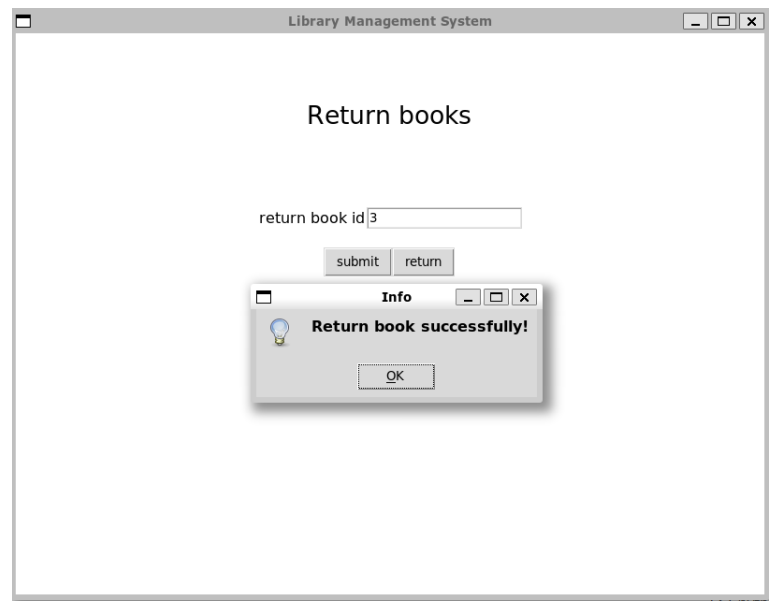 Library Management System
Return books
return book id 3
submit return
Info
Return book successfully!
OK